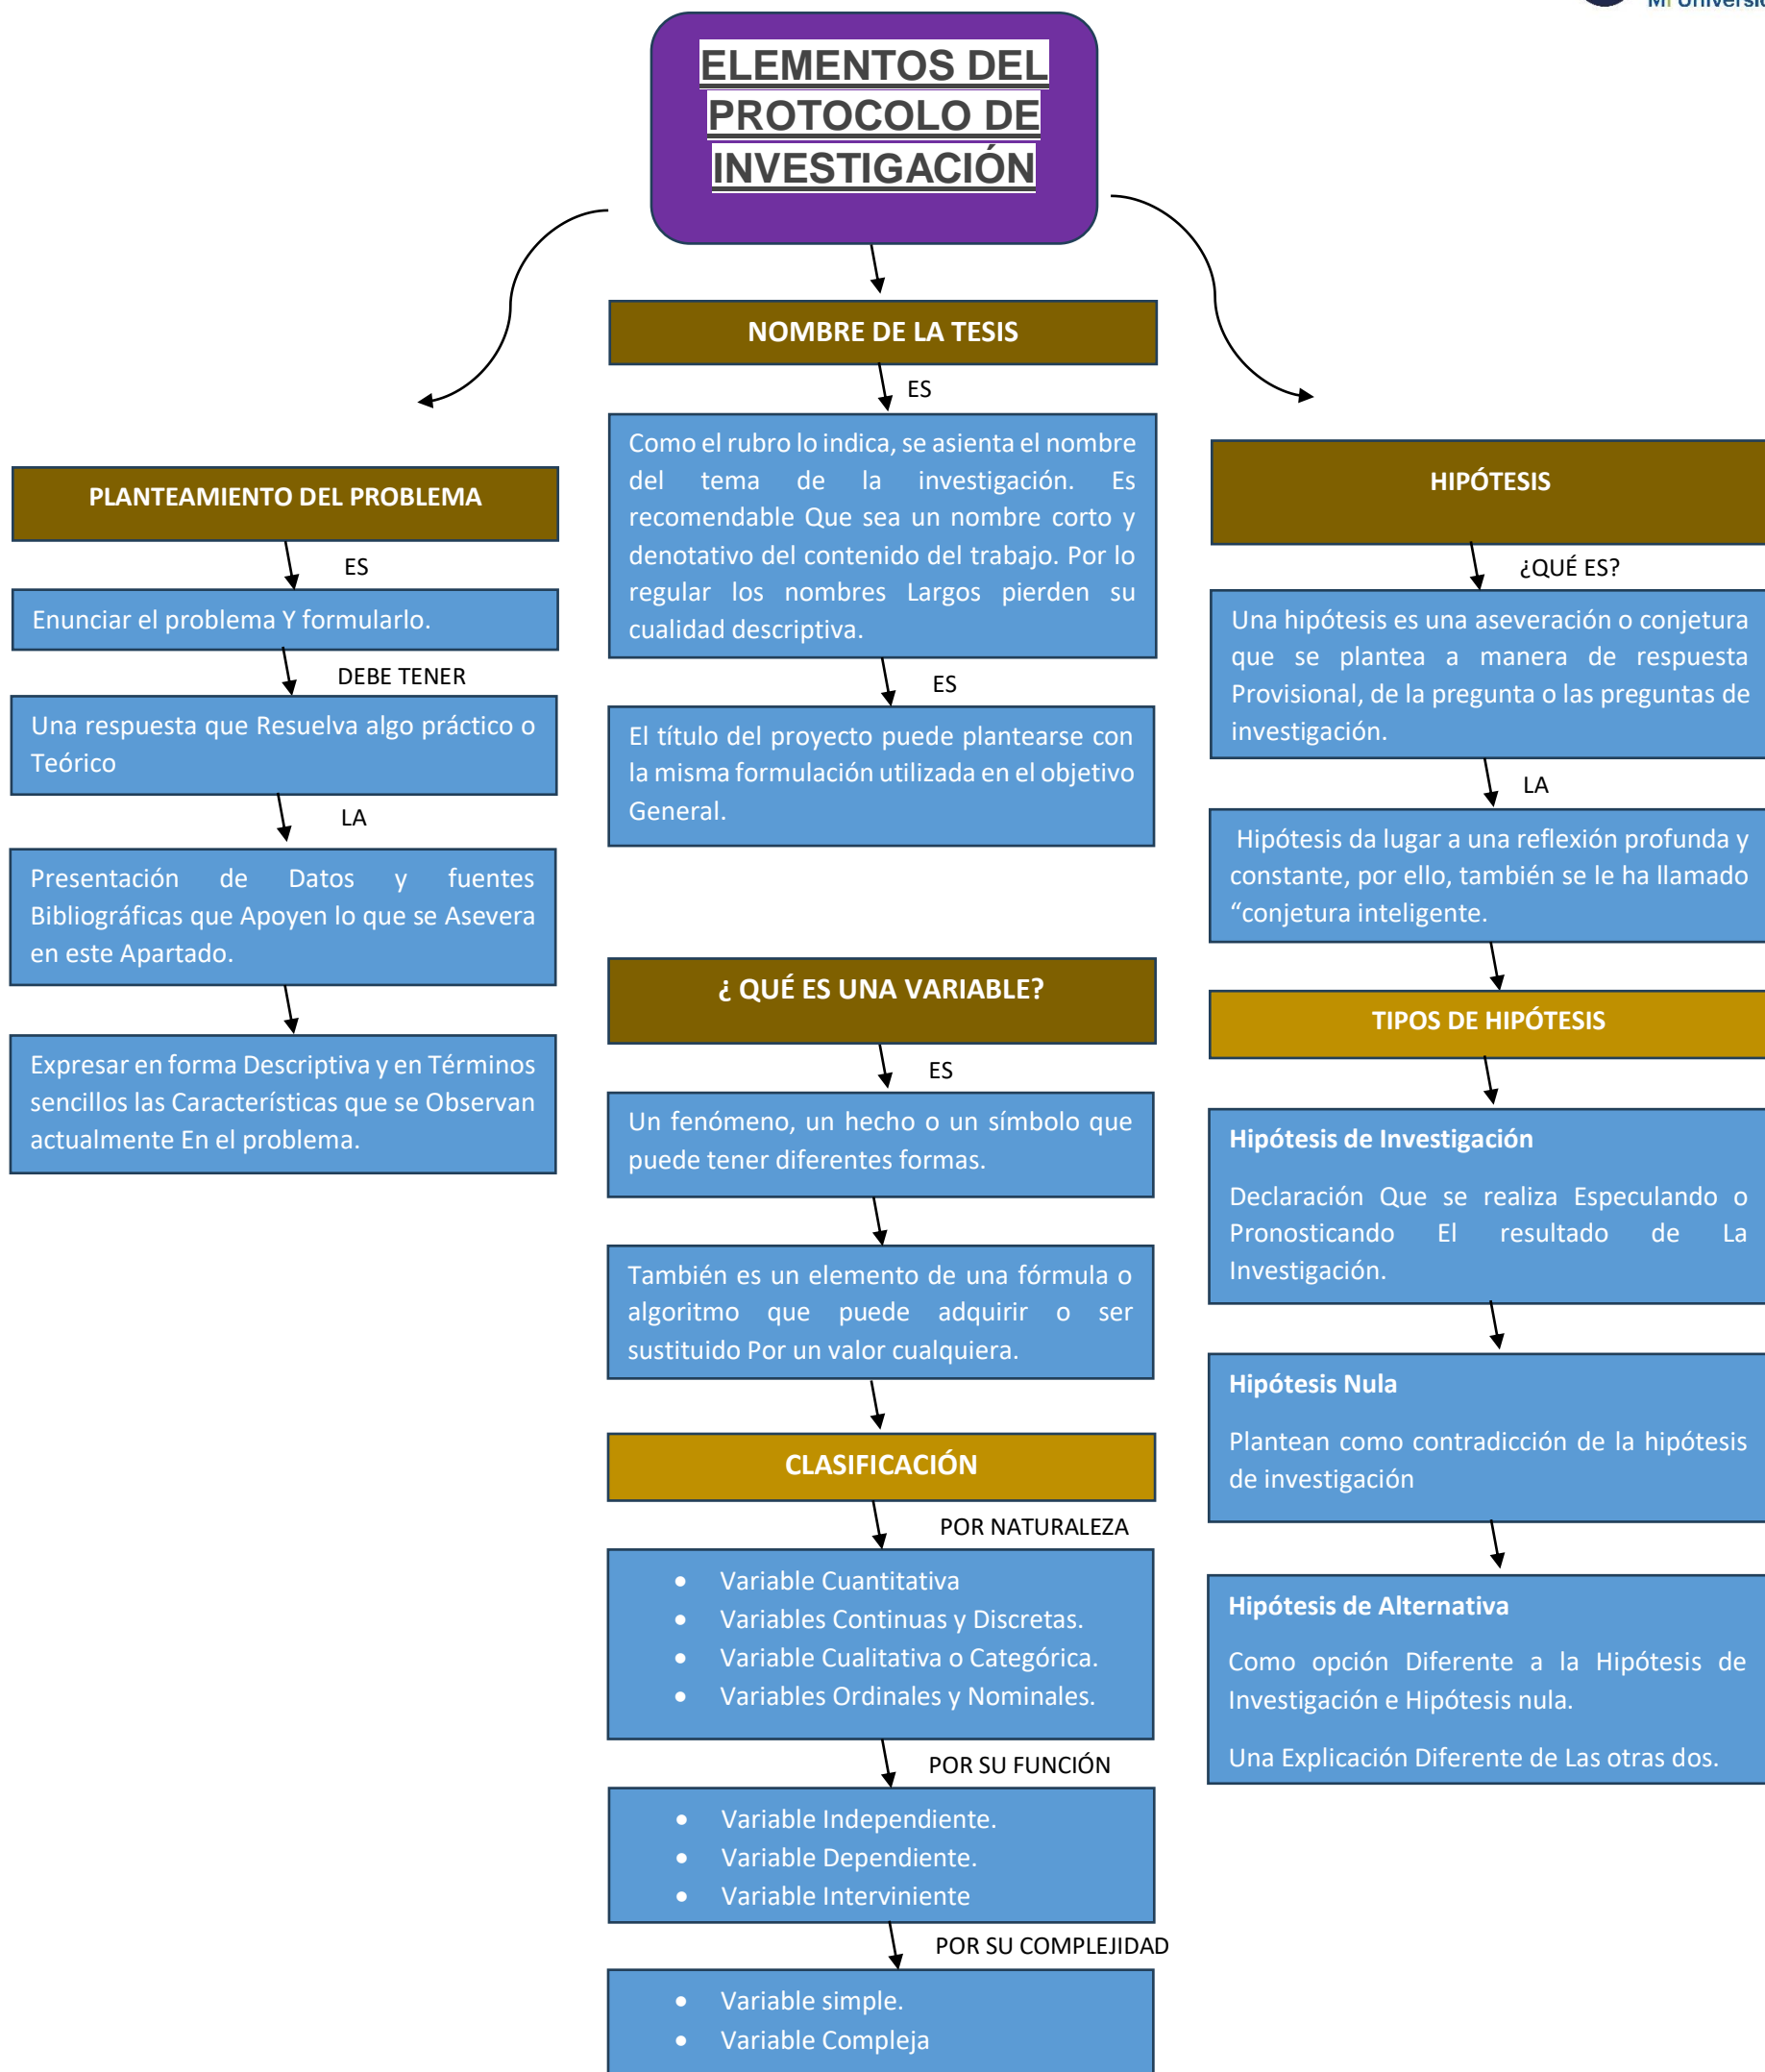 Mi Universid
ELEMENTOS DEL
PROTOCOLO DE
INVESTIGACIÓN
PLANTEAMIENTO DEL PROBLEMA
ES
Enunciar el problema Y formularlo.
DEBE TENER
Una respuesta que Resuelva algo práctico o
Teórico
LA
Presentación de Datos y fuentes
Bibliográficas que Apoyen lo que se Asevera
en este Apartado.
Expresar en forma Descriptiva y en Términos
sencillos las Características que se Observan
actualmente En el problema.
NOMBRE DE LA TESIS
ES
Como el rubro lo indica, se asienta el nombre
del tema de la investigación. Es
recomendable Que sea un nombre corto y
denotativo del contenido del trabajo. Por lo
regular los nombres Largos pierden su
cualidad descriptiva.
ES
El título del proyecto puede plantearse con
la misma formulación utilizada en el objetivo
General.
¿ QUÉ ES UNA VARIABLE?
ES
Un fenómeno, un hecho o un símbolo que
puede tener diferentes formas.
También es un elemento de una fórmula o
algoritmo que puede adquirir o ser
sustituido Por un valor cualquiera.
CLASIFICACIÓN
POR NATURALEZA
• Variable Cuantitativa
• Variables Continuas y Discretas.
• Variable Cualitativa o Categórica.
• Variables Ordinales y Nominales.
POR SU FUNCIÓN
• Variable Independiente.
• Variable Dependiente.
• Variable Interviniente
POR SU COMPLEJIDAD
• Variable simple.
• Variable Compleja
HIPÓTESIS
¿QUÉ ES?
Una hipótesis es una aseveración o conjetura
que se plantea a manera de respuesta
Provisional, de la pregunta o las preguntas de
investigación.
LA
Hipótesis da lugar a una reflexión profunda y
constante, por ello, también se le ha llamado
“conjetura inteligente.
TIPOS DE HIPÓTESIS
Hipótesis de Investigación
Declaración Que se realiza Especulando o
Pronosticando El resultado de La
Investigación.
Hipótesis Nula
Plantean como contradicción de la hipótesis
de investigación
Hipótesis de Alternativa
Como opción Diferente a la Hipótesis de
Investigación e Hipótesis nula.
Una Explicación Diferente de Las otras dos.